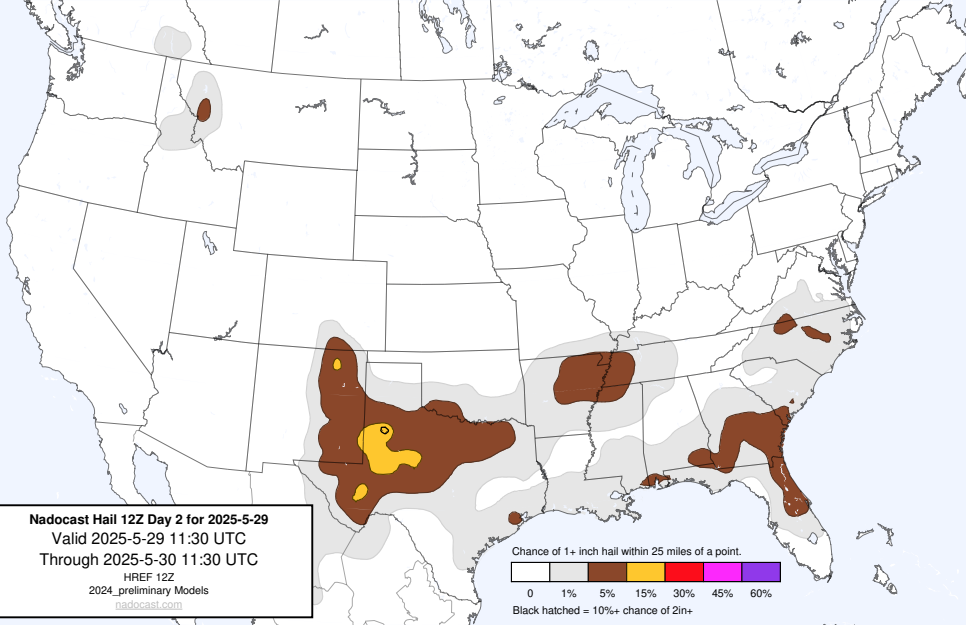 Nadocast Hail 12Z Day 2 for 2025-5-29
Valid 2025-5-29 11:30 UTC
Through 2025-5-30 11:30 UTC
HREF 12Z
2024_preliminary Models
nadocast.com
Chance of 1+ inch hail within 25 miles of a point.
0 1% 5% 15% 30% 45% 60%
Black hatched = 10%+ chance of 2in+